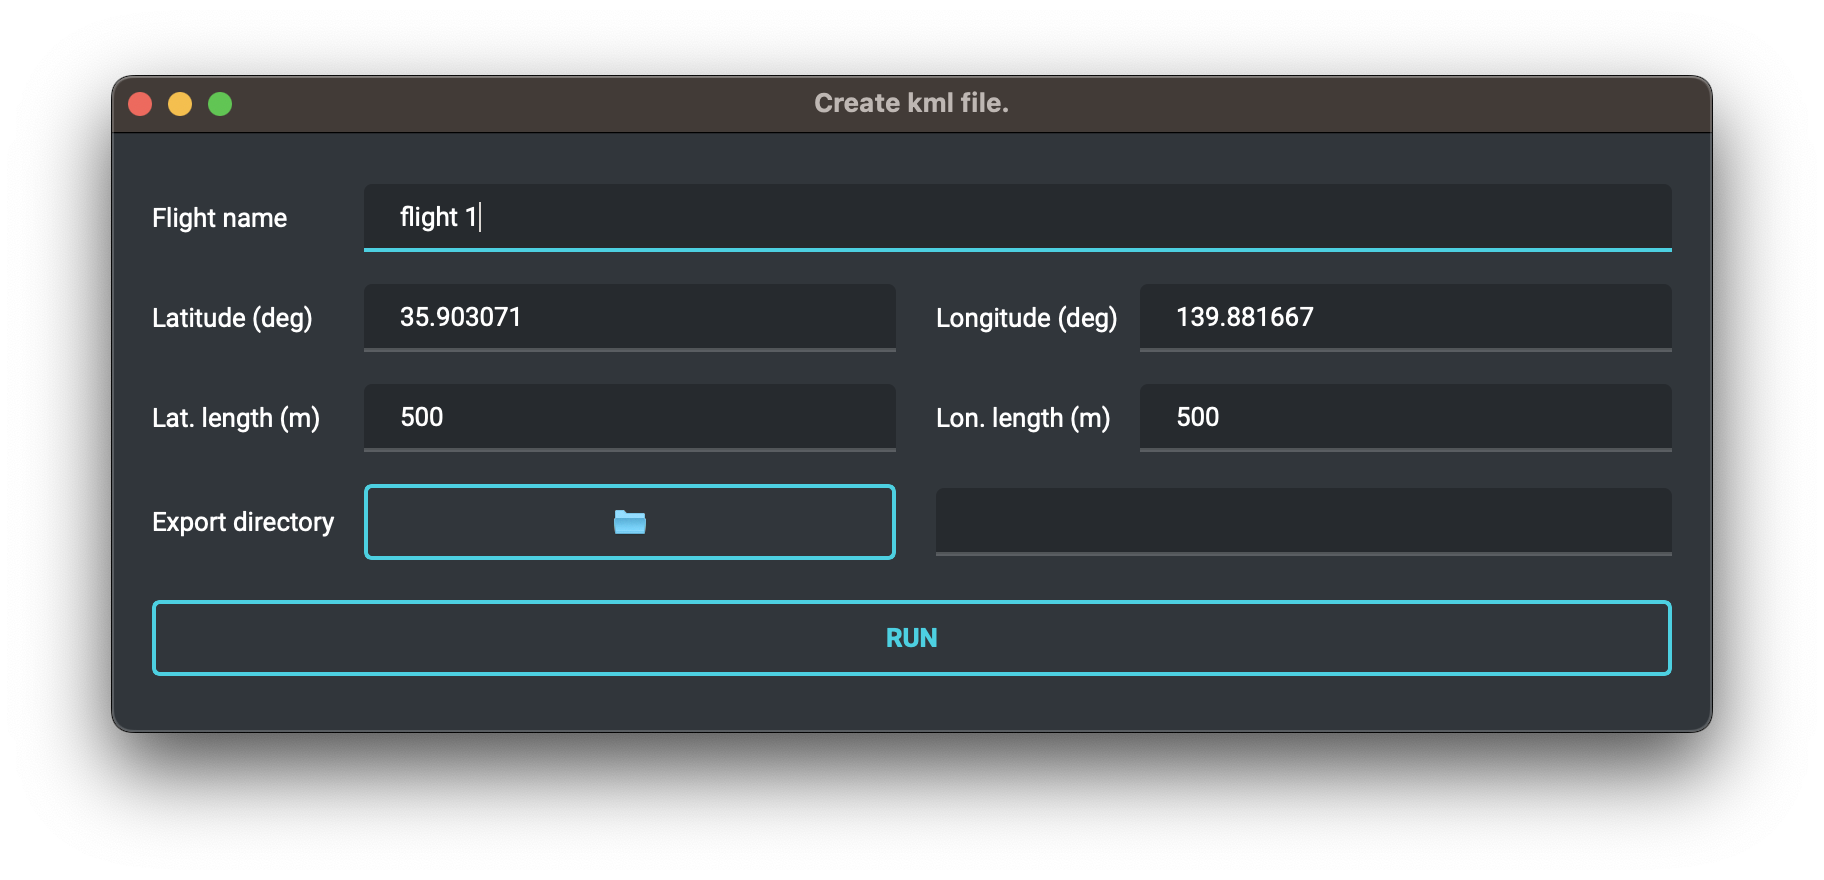 Create kml file.
Flight name flight 1
Latitude (deg) 35.903071 Longitude (deg) 139.881667
Lat. length (m) 500 Lon. length (m) 500
Export directory
RUN